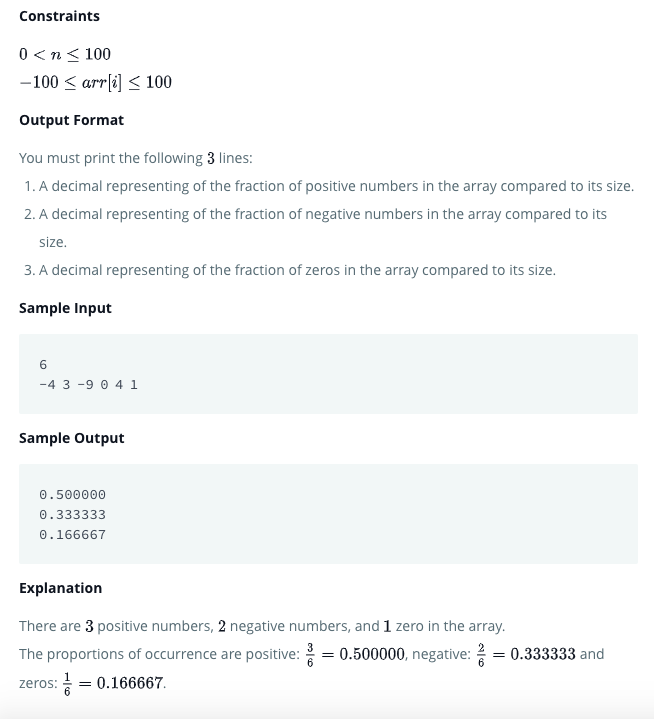 Constraints
0 < n ≤ 100
−100 ≤ arr[i] ≤ 100
Output Format
You must print the following 3 lines:
1. A decimal representing of the fraction of positive numbers in the array compared to its size.
2. A decimal representing of the fraction of negative numbers in the array compared to its
size.
3. A decimal representing of the fraction of zeros in the array compared to its size.
Sample Input
6
-4 3 -9 0 4 1
Sample Output
0.500000
0.333333
0.166667
Explanation
There are 3 positive numbers, 2 negative numbers, and 1 zero in the array.
The proportions of occurrence are positive: 3/6 = 0.500000, negative: 2/6 = 0.333333 and
zeros: 1/6 = 0.166667.